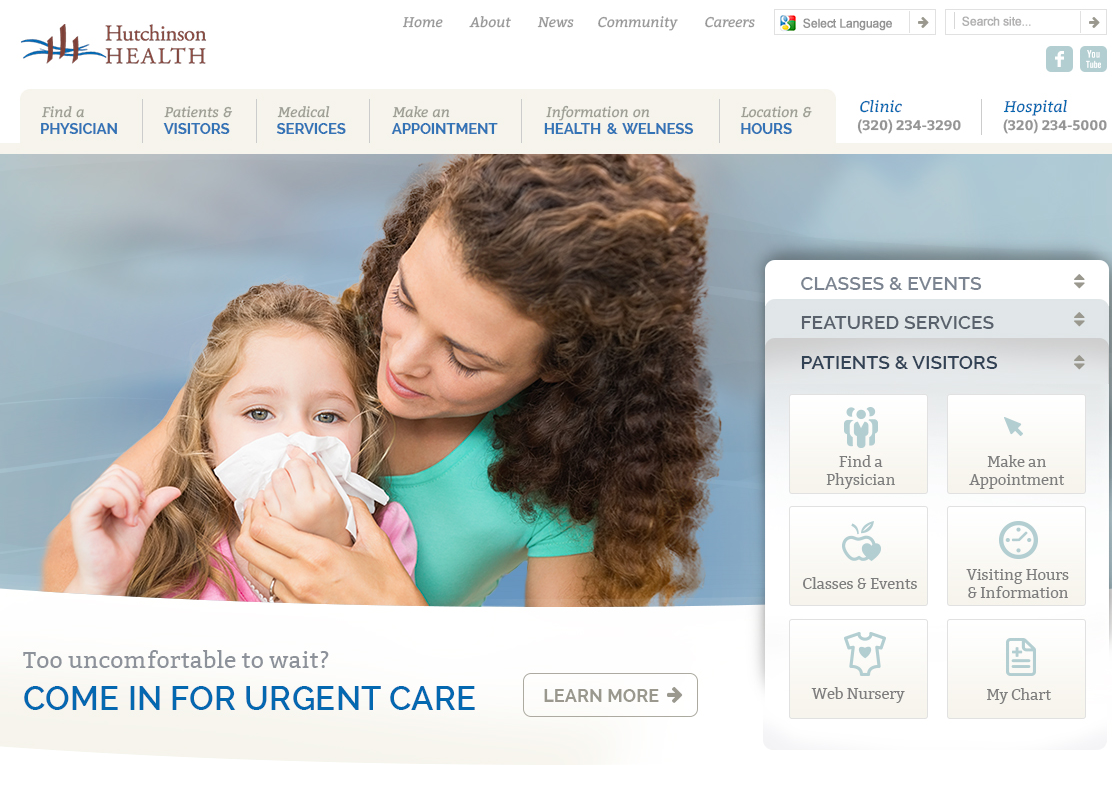 Hutchinson
HEALTH
Home About News Community Careers
Select Language
Search site...
You
Tube
Find a
PHYSICIAN
Patients &
VISITORS
Medical
SERVICES
Make an
APPOINTMENT
Information on
HEALTH & WELNESS
Location &
HOURS
Clinic
(320) 234-3290
Hospital
(320) 234-5000
CLASSES & EVENTS
FEATURED SERVICES
PATIENTS & VISITORS
Find a
Physician
Make an
Appointment
Classes & Events
Visiting Hours
& Information
Web Nursery
My Chart
Too uncomfortable to wait?
COME IN FOR URGENT CARE
LEARN MORE